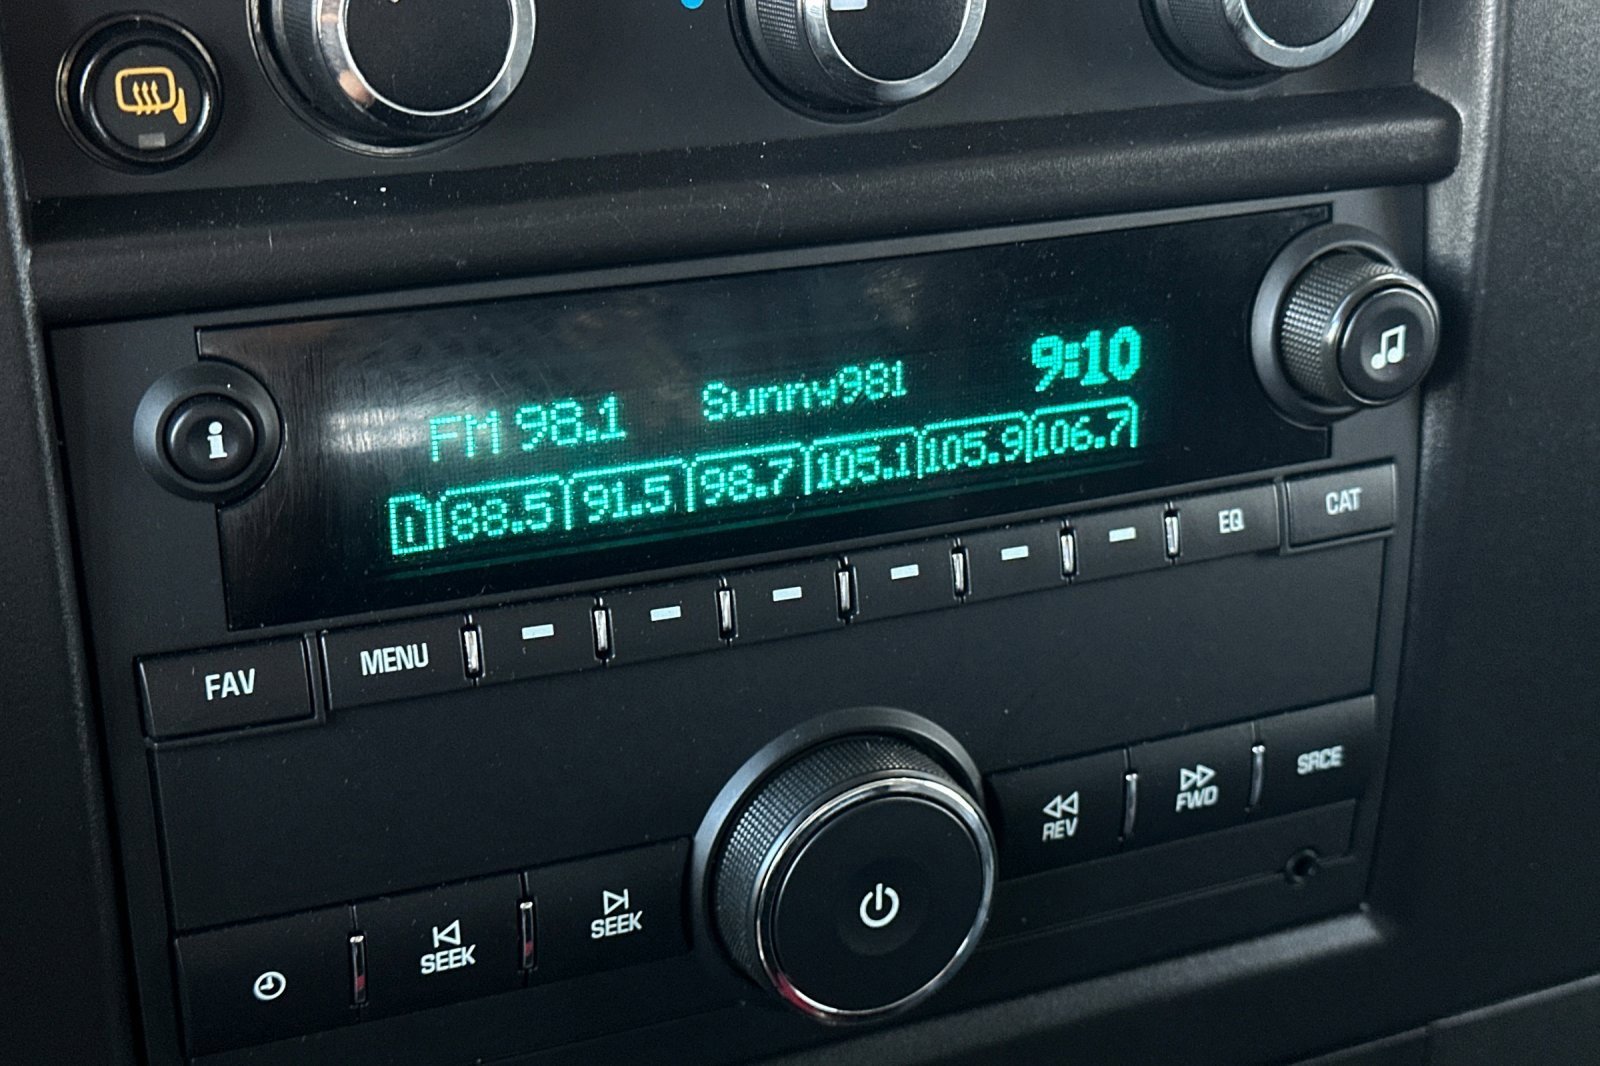 9:10
FM 98.1 Sunny981
1 88.5 91.5 98.7 105.1 105.9 106.7
i
FAV MENU EQ CAT
SEEK SEEK REV FWD SRCE